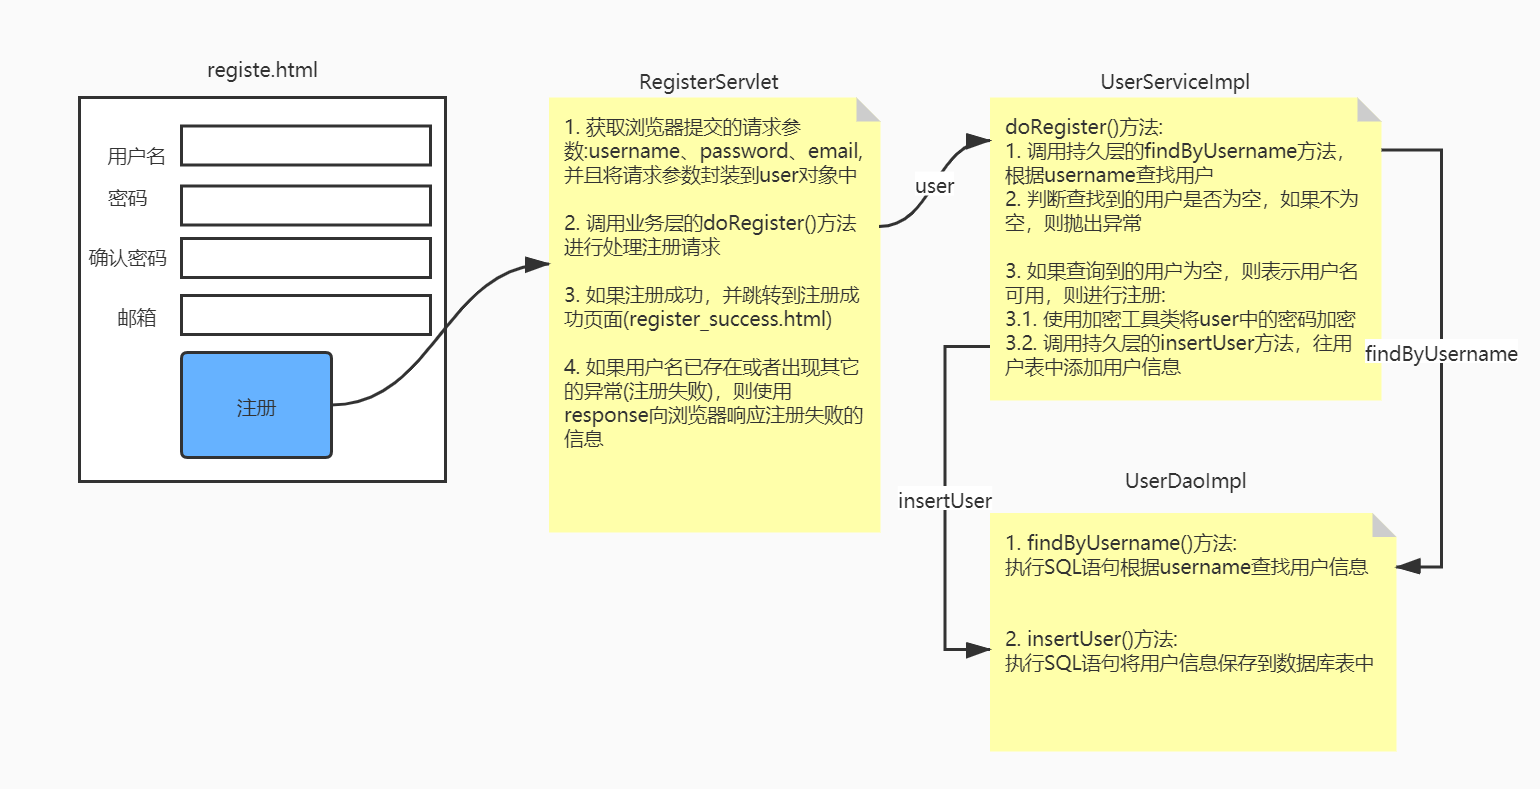 registe.html
用户名
密码
确认密码
邮箱
注册
RegisterServlet
1. 获取浏览器提交的请求参
数:username、password、email,
并且将请求参数封装到user对象中
2. 调用业务层的doRegister()方法
进行处理注册请求
3. 如果注册成功，并跳转到注册成
功页面(register_success.html)
4. 如果用户名已存在或者出现其它
的异常(注册失败)，则使用
response向浏览器响应注册失败的
信息
user
UserServiceImpl
doRegister()方法:
1. 调用持久层的findByUsername方法，
根据username查找用户
2. 判断查找到的用户是否为空，如果不为
空，则抛出异常
3. 如果查询到的用户为空，则表示用户名
可用，则进行注册:
3.1. 使用加密工具类将user中的密码加密
3.2. 调用持久层的insertUser方法，往用
户表中添加用户信息
findByUsername
insertUser
UserDaoImpl
1. findByUsername()方法:
执行SQL语句根据username查找用户信息
2. insertUser()方法:
执行SQL语句将用户信息保存到数据库表中